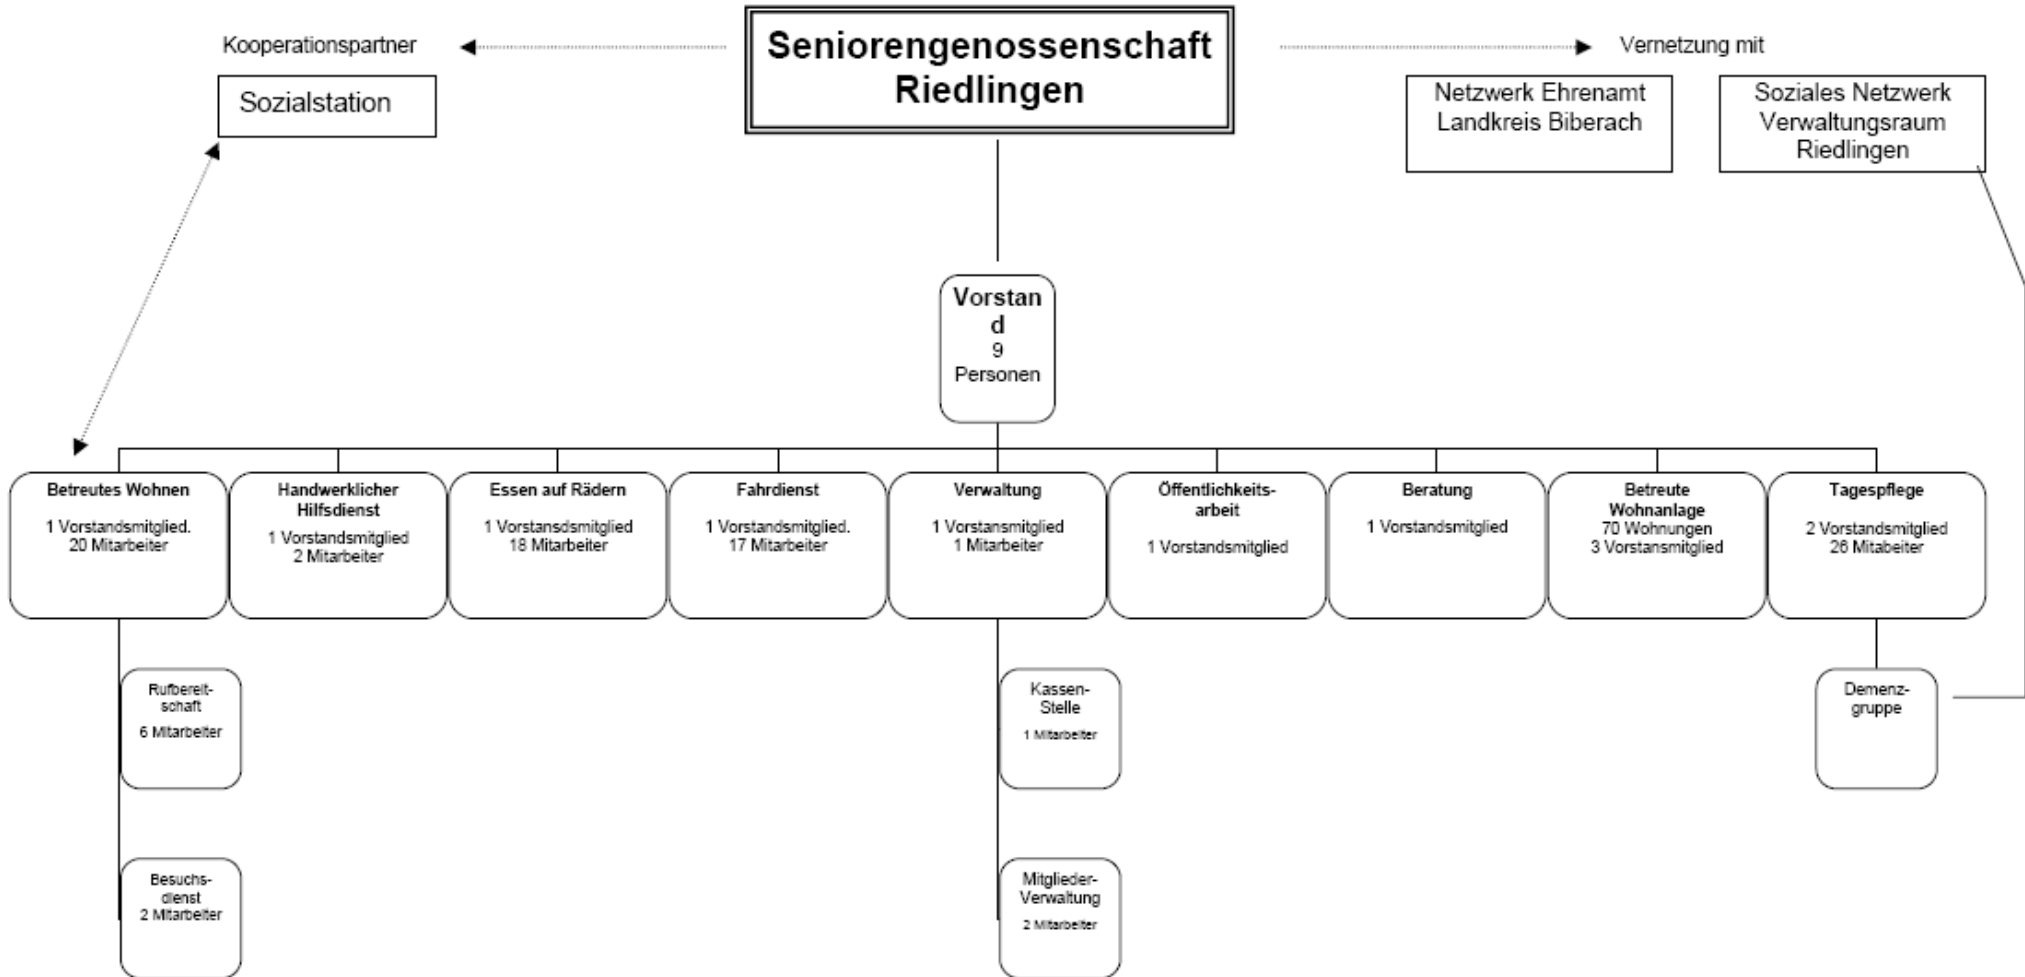 Kooperationspartner
Seniorengenossenschaft
Riedlingen
Vernetzung mit
Sozialstation
Netzwerk Ehrenamt
Landkreis Biberach
Soziales Netzwerk
Verwaltungsraum
Riedlingen
Vorstan
d
9
Personen
Betreutes Wohnen
1 Vorstandsmitglied.
20 Mitarbeiter
Handwerklicher
Hilfsdienst
1 Vorstandsmitglied
2 Mitarbeiter
Essen auf Rädern
1 Vorstansdsmitglied
18 Mitarbeiter
Fahrdienst
1 Vorstandsmitglied.
17 Mitarbeiter
Verwaltung
1 Vorstansmitglied
1 Mitarbeiter
Öffentlichkeits-
arbeit
1 Vorstandsmitglied
Beratung
1 Vorstandsmitglied
Betreute
Wohnanlage
70 Wohnungen
3 Vorstansmitglied
Tagespflege
2 Vorstandsmitglied
26 Mitabeiter
Rufbereit-
schaft
6 Mitarbeiter
Kassen-
Stelle
1 Mitarbeiter
Demenz-
gruppe
Besuchs-
dienst
2 Mitarbeiter
Mitglieder-
Verwaltung
2 Mitarbeiter